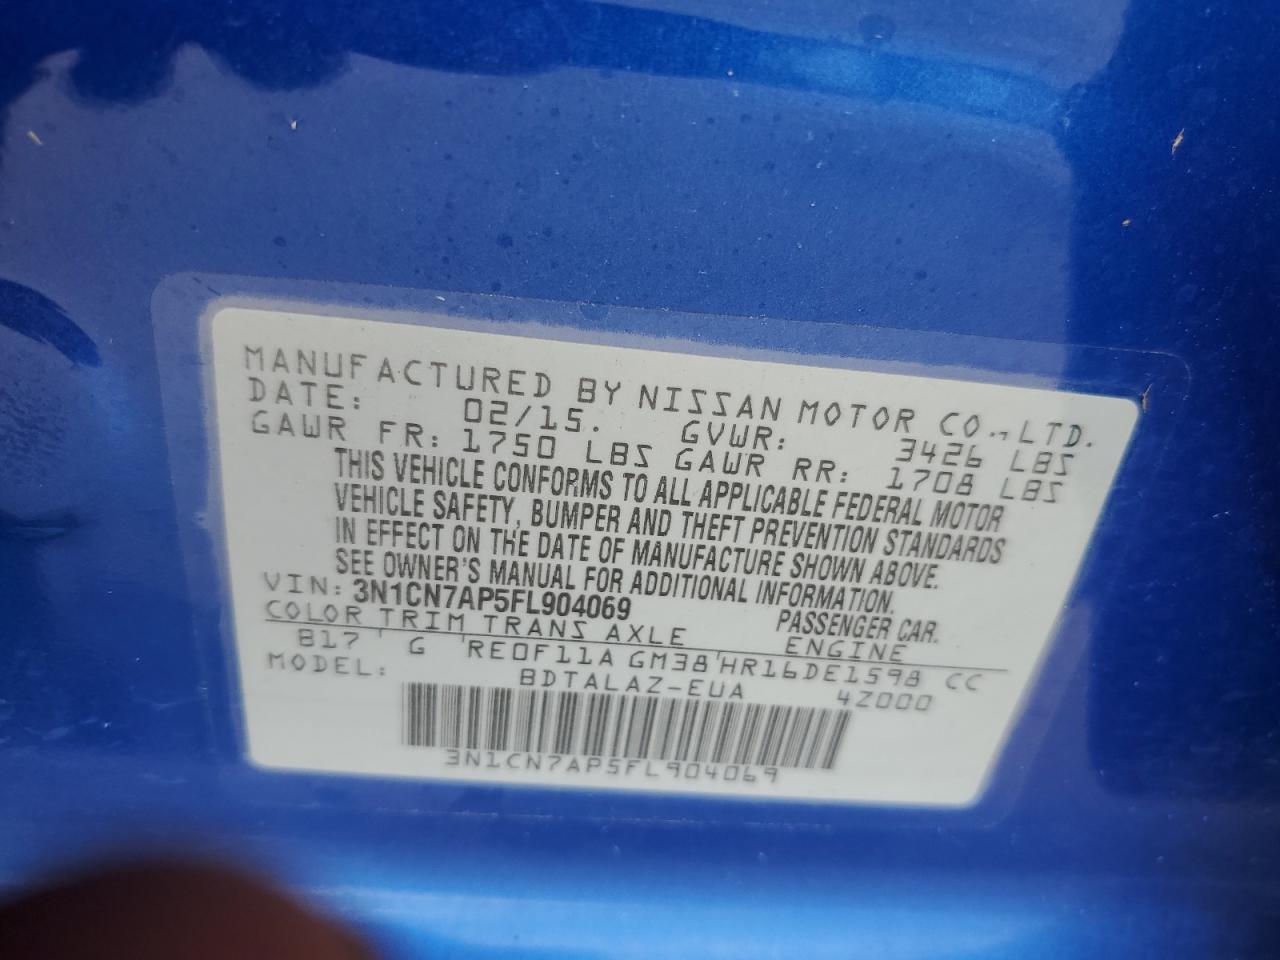 MANUFACTURED BY NISSAN MOTOR CO.,LTD.
DATE: 02/15. GVWR: 3426 LBS
GAWR FR: 1750 LBS GAWR RR: 1708 LBS
THIS VEHICLE CONFORMS TO ALL APPLICABLE FEDERAL MOTOR
VEHICLE SAFETY, BUMPER AND THEFT PREVENTION STANDARDS
IN EFFECT ON THE DATE OF MANUFACTURE SHOWN ABOVE.
SEE OWNER'S MANUAL FOR ADDITIONAL INFORMATION.
VIN: 3N1CN7AP5FL904069 PASSENGER CAR.
COLOR TRIM TRANS AXLE ENGINE
B17 G RE0F11A GM38 HR16DE1598 CC
MODEL: BDTALAZ-EUA 4Z000
3N1CN7AP5FL904069